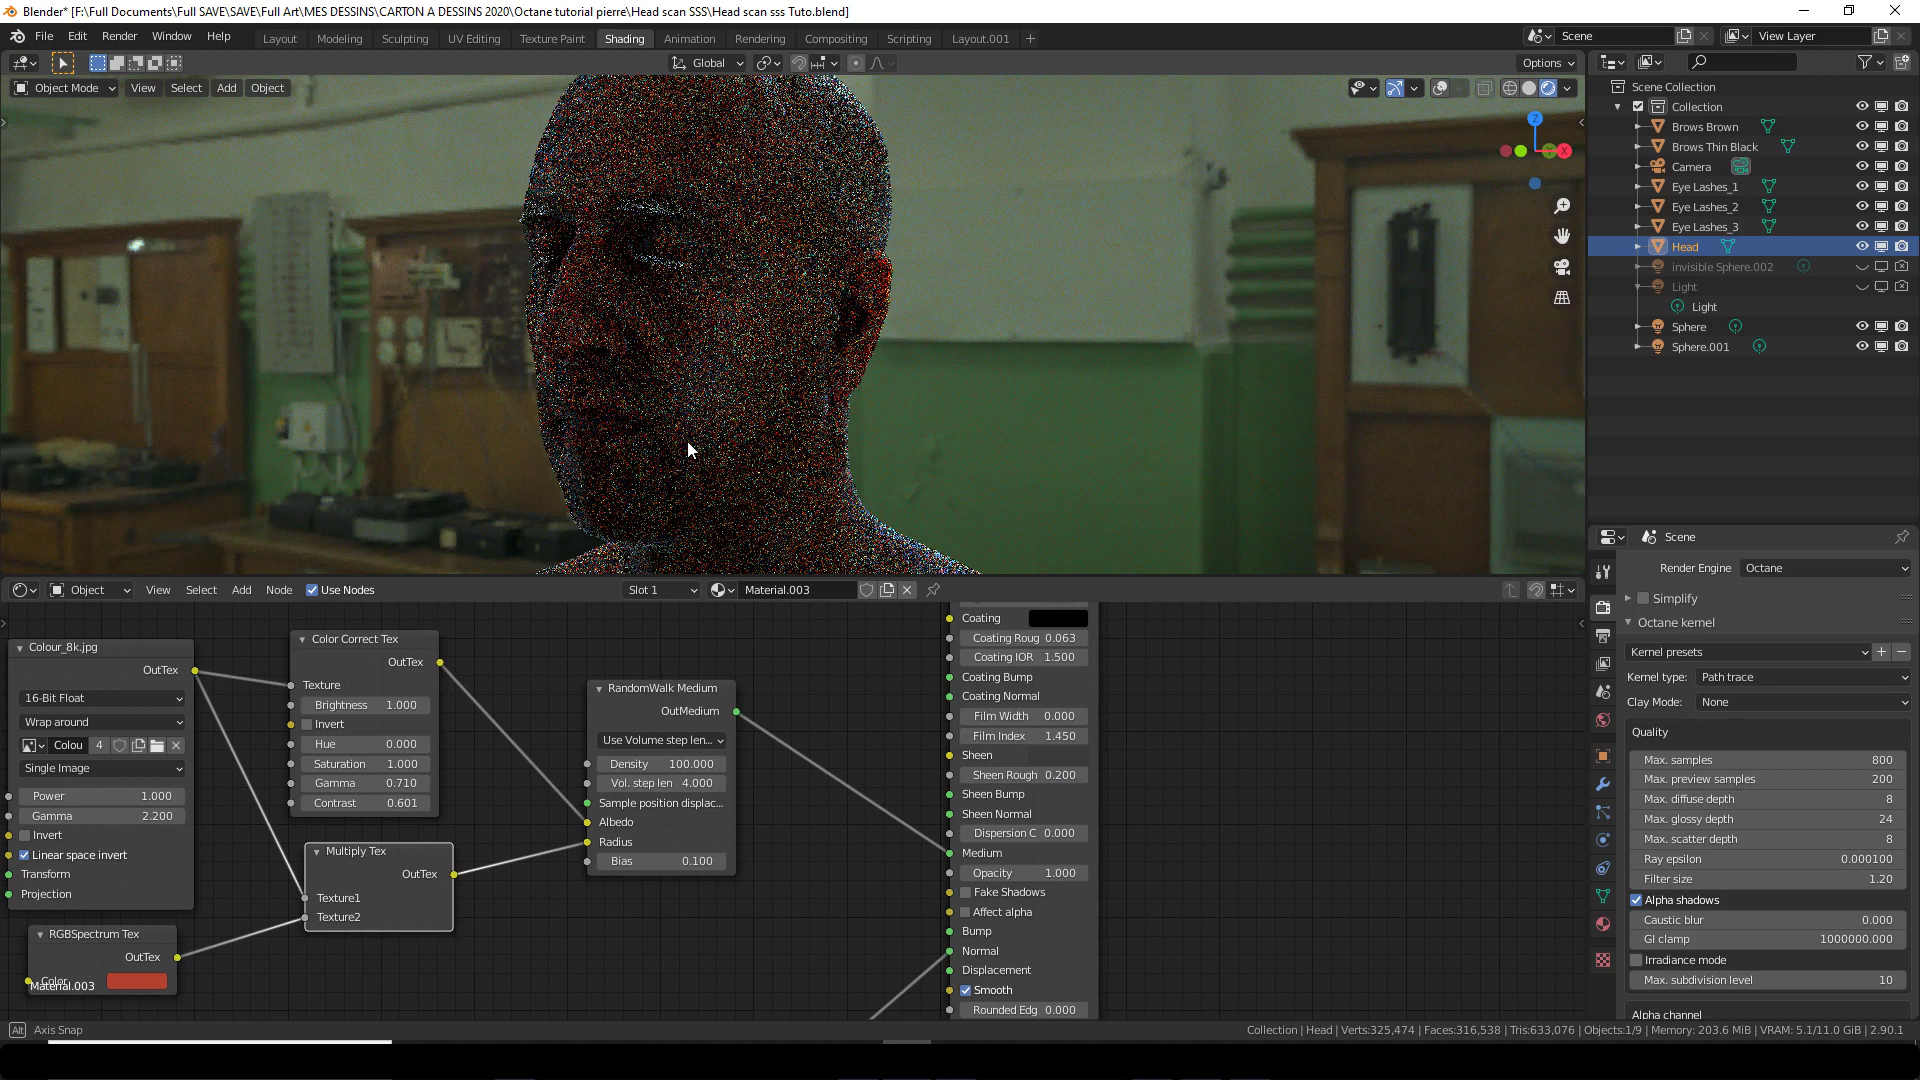 Blender* [F:\Full Documents\Full SAVE\SAVE\Full Art\MES DESSINS\CARTON A DESSINS 2020\Octane tutorial pierre\Head scan SSS\Head scan sss Tuto.blend]
File Edit Render Window Help
Layout Modeling Sculpting UV Editing Texture Paint Shading Animation Rendering Compositing Scripting Layout.001 +
Scene
View Layer
Global
Options
Object Mode View Select Add Object
Z
X
Scene Collection
Collection
Brows Brown
Brows Thin Black
Camera
Eye Lashes_1
Eye Lashes_2
Eye Lashes_3
Head
invisible Sphere.002
Light
Light
Sphere
Sphere.001
Scene
Render Engine Octane
Simplify
Octane kernel
Kernel presets
Kernel type: Path trace
Clay Mode: None
Quality
Max. samples 800
Max. preview samples 200
Max. diffuse depth 8
Max. glossy depth 24
Max. scatter depth 8
Ray epsilon 0.000100
Filter size 1.20
Alpha shadows
Caustic blur 0.000
GI clamp 1000000.000
Irradiance mode
Max. subdivision level 10
Alpha channel
Object View Select Add Node Use Nodes Slot 1 Material.003
Colour_8k.jpg
OutTex
16-Bit Float
Wrap around
Colou 4
Single Image
Power 1.000
Gamma 2.200
Invert
Linear space invert
Transform
Projection
RGBSpectrum Tex
OutTex
Color
Material.003
Color Correct Tex
OutTex
Texture
Brightness 1.000
Invert
Hue 0.000
Saturation 1.000
Gamma 0.710
Contrast 0.601
Multiply Tex
OutTex
Texture1
Texture2
RandomWalk Medium
OutMedium
Use Volume step len...
Density 100.000
Vol. step len 4.000
Sample position displac...
Albedo
Radius
Bias 0.100
Coating
Coating Roug 0.063
Coating IOR 1.500
Coating Bump
Coating Normal
Film Width 0.000
Film Index 1.450
Sheen
Sheen Rough 0.200
Sheen Bump
Sheen Normal
Dispersion C 0.000
Medium
Opacity 1.000
Fake Shadows
Affect alpha
Bump
Normal
Displacement
Smooth
Rounded Edg 0.000
Alt Axis Snap
Collection | Head | Verts:325,474 | Faces:316,538 | Tris:633,076 | Objects:1/9 | Memory: 203.6 MiB | VRAM: 5.1/11.0 GiB | 2.90.1